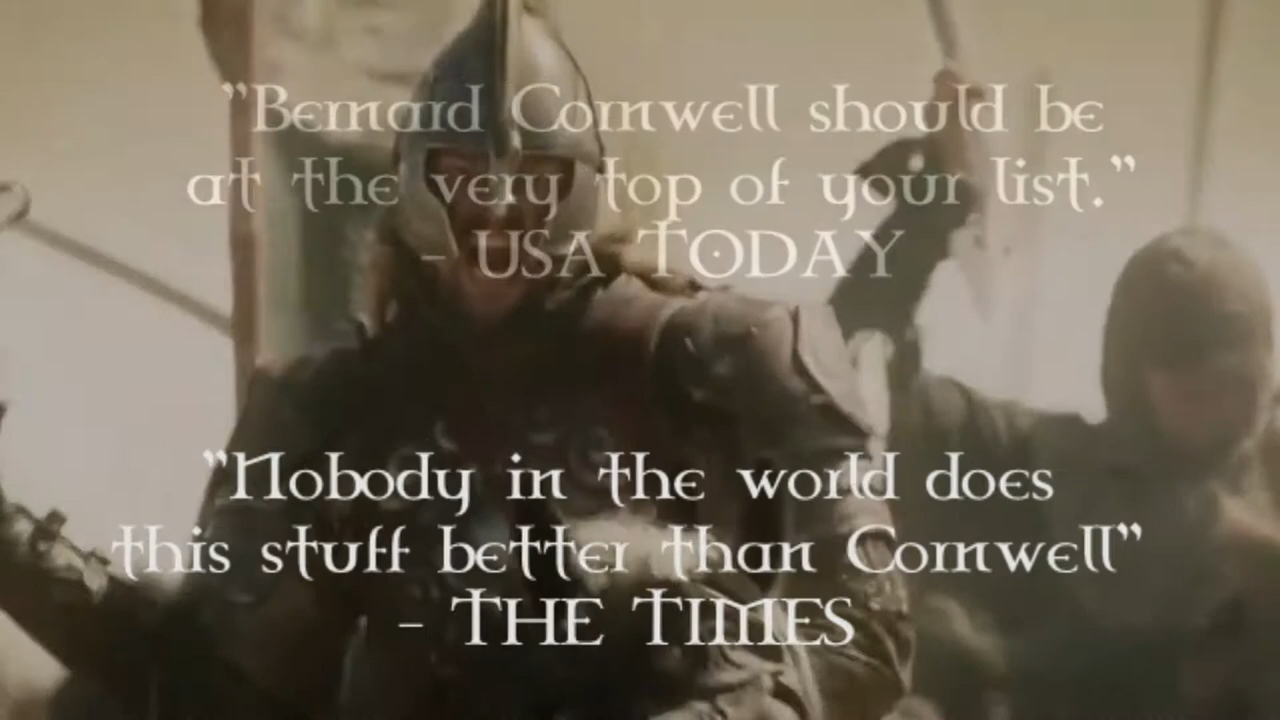 "Bernard Cornwell should be
at the very top of your list."
- USA TODAY
"Nobody in the world does
this stuff better than Cornwell"
- THE TIMES